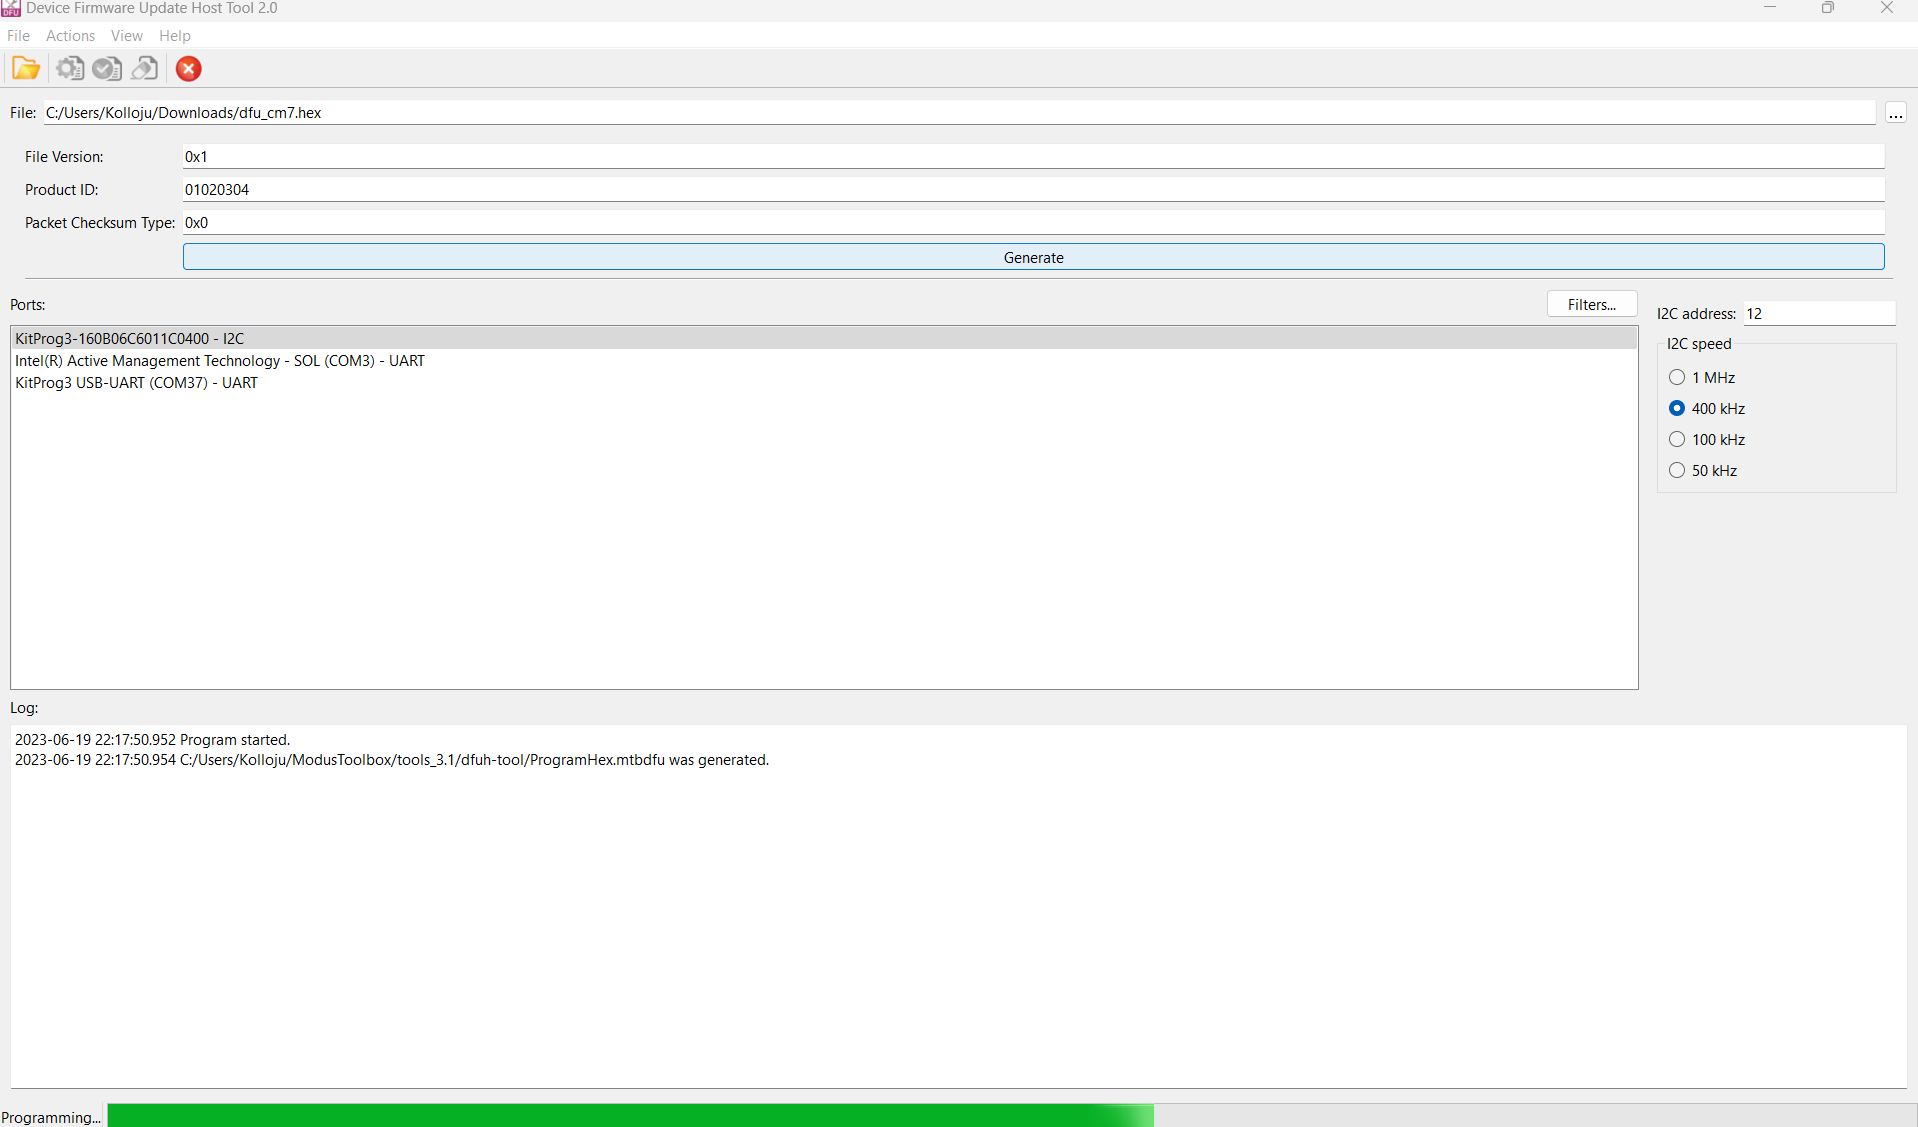 DFU Device Firmware Update Host Tool 2.0
File Actions View Help
File: C:/Users/Kolloju/Downloads/dfu_cm7.hex ...
File Version: 0x1
Product ID: 01020304
Packet Checksum Type: 0x0
Generate
Ports:
Filters...
KitProg3-160B06C6011C0400 - I2C
Intel(R) Active Management Technology - SOL (COM3) - UART
KitProg3 USB-UART (COM37) - UART
I2C address: 12
I2C speed
1 MHz
400 kHz
100 kHz
50 kHz
Log:
2023-06-19 22:17:50.952 Program started.
2023-06-19 22:17:50.954 C:/Users/Kolloju/ModusToolbox/tools_3.1/dfuh-tool/ProgramHex.mtbdfu was generated.
Programming...